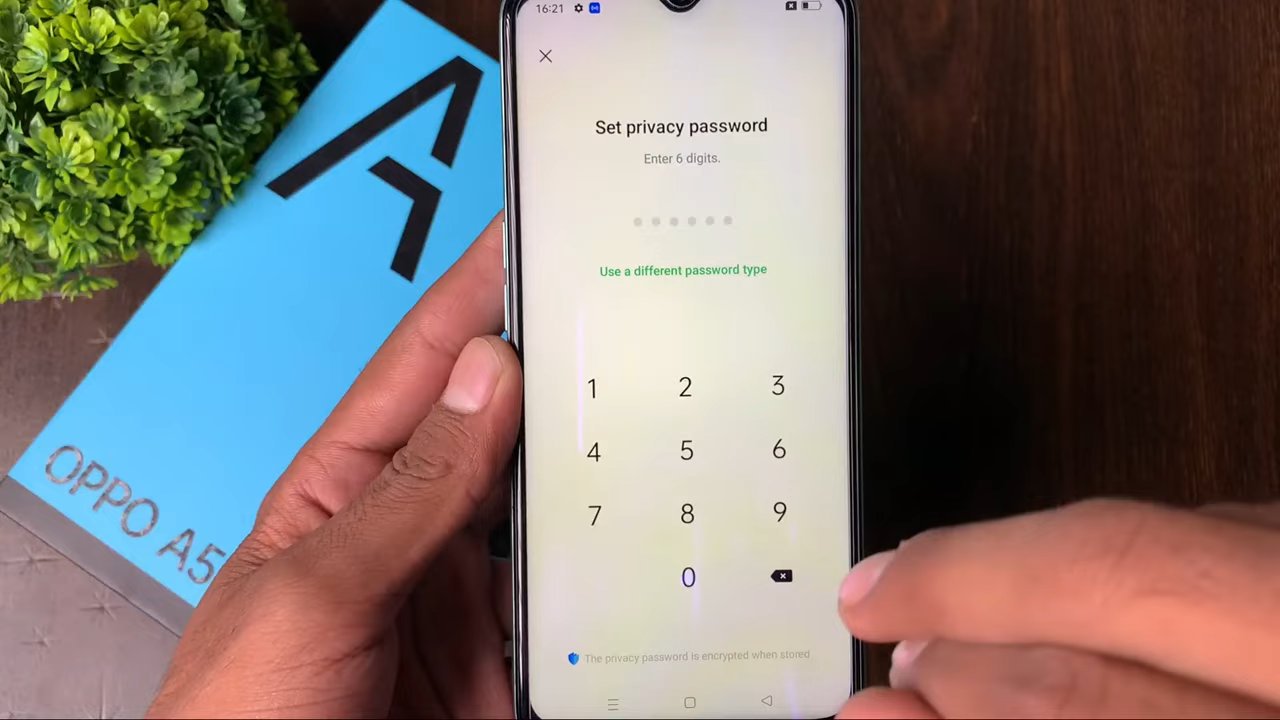 16:21
Set privacy password
Enter 6 digits.
Use a different password type
1 2 3
4 5 6
7 8 9
0
The privacy password is encrypted when stored
OPPO A5